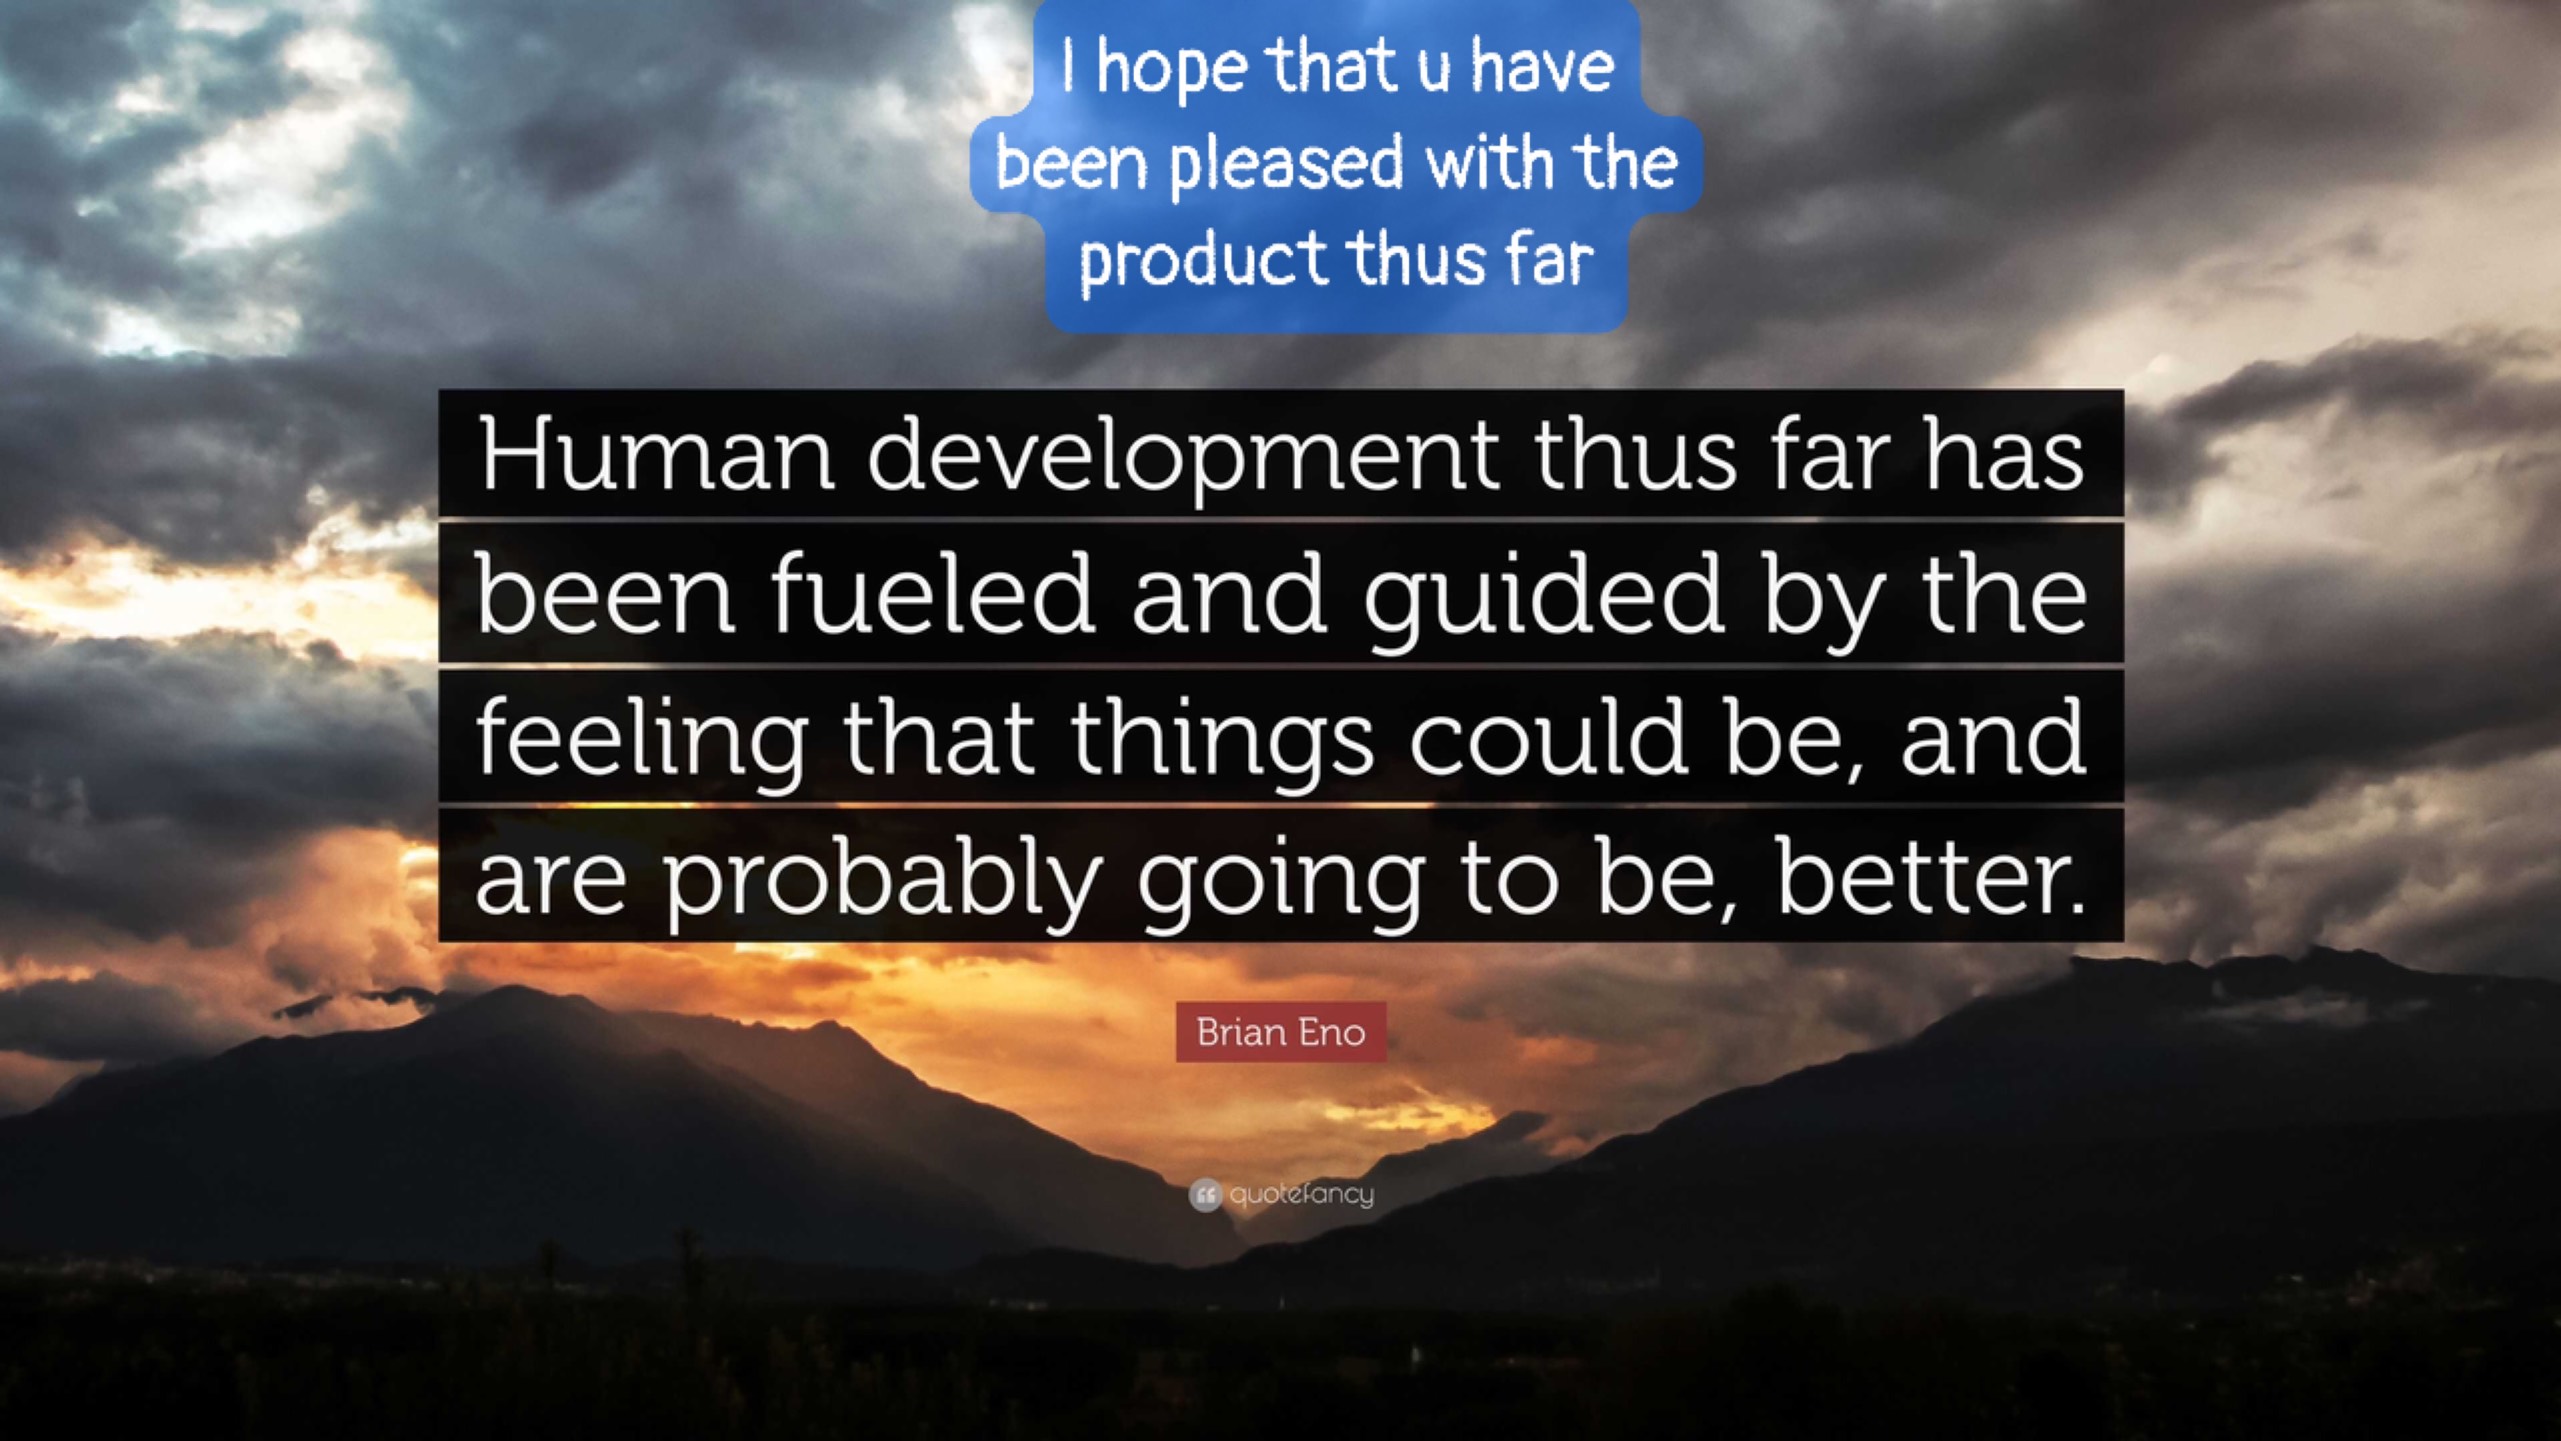 I hope that u have
been pleased with the
product thus far
Human development thus far has
been fueled and guided by the
feeling that things could be, and
are probably going to be, better.
Brian Eno
quotefancy